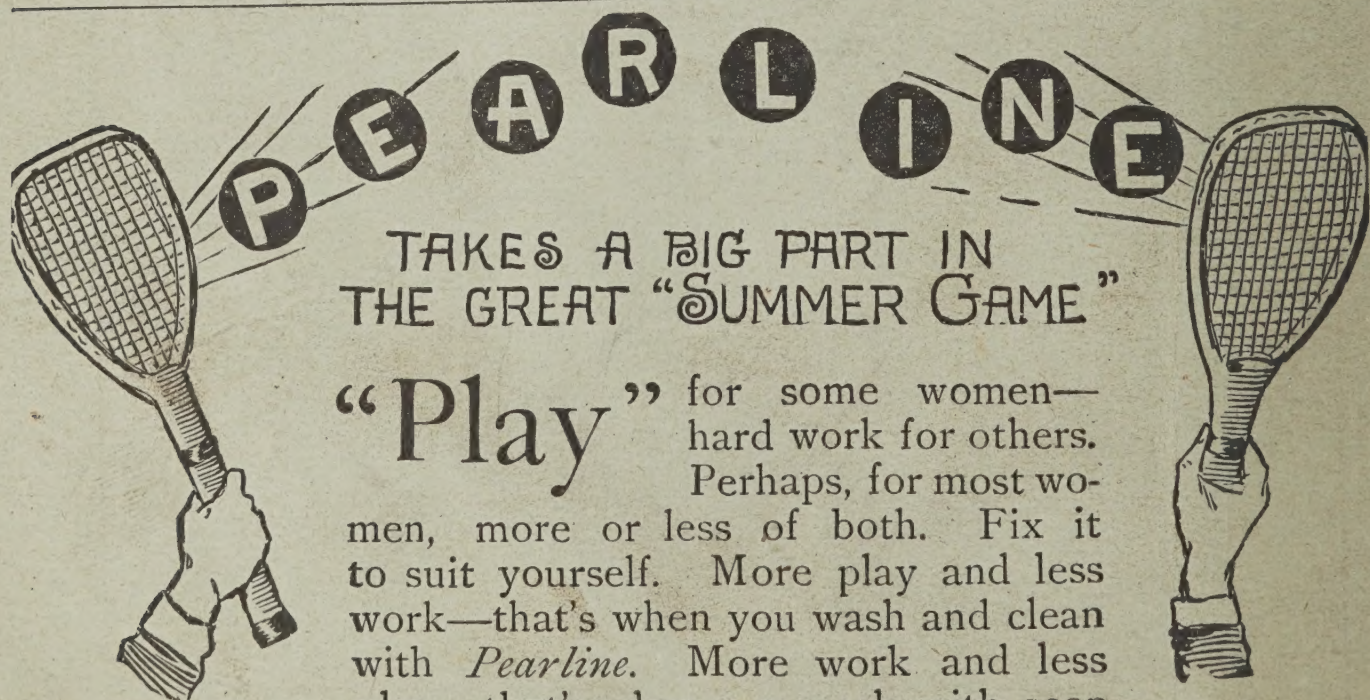 PEARLINE
TAKES A BIG PART IN
THE GREAT “SUMMER GAME”
“Play” for some women—
hard work for others.
Perhaps, for most wo-
men, more or less of both. Fix it
to suit yourself. More play and less
work—that's when you wash and clean
with Pearline. More work and less